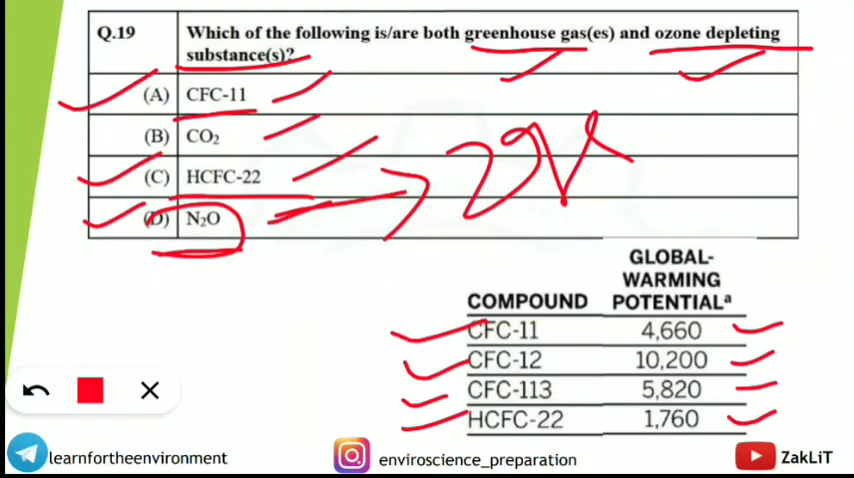 Q.19 Which of the following is/are both greenhouse gas(es) and ozone depleting
substance(s)?
(A) CFC-11
(B) CO₂
(C) HCFC-22
(D) N₂O
GLOBAL-
WARMING
COMPOUND POTENTIALᵃ
CFC-11 4,660
CFC-12 10,200
CFC-113 5,820
HCFC-22 1,760
learnfortheenvironment enviroscience_preparation ZakLiT